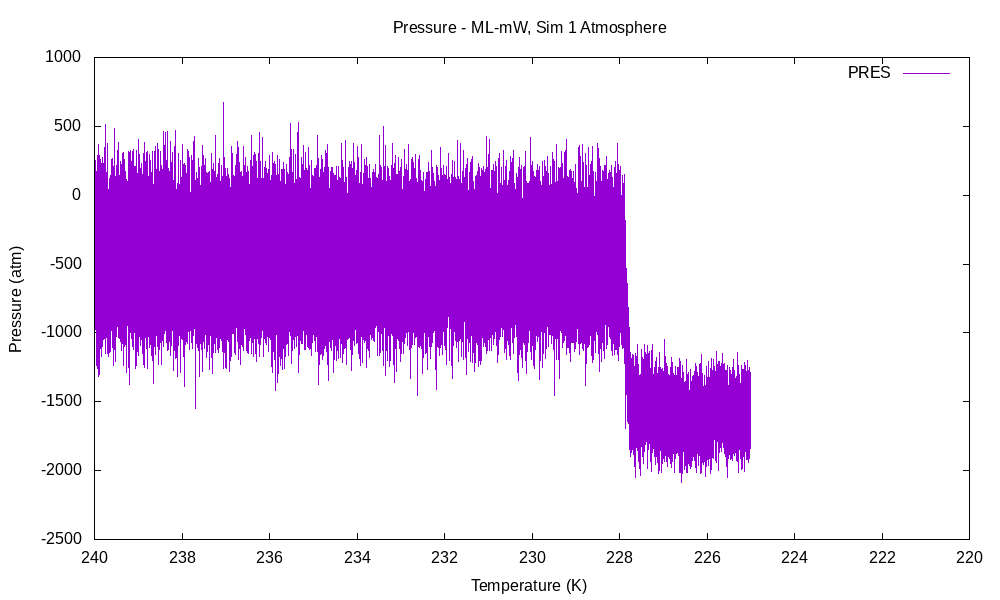 Pressure - ML-mW, Sim 1 Atmosphere
PRES
1000
500
0
-500
-1000
-1500
-2000
-2500
Pressure (atm)
240 238 236 234 232 230 228 226 224 222 220
Temperature (K)